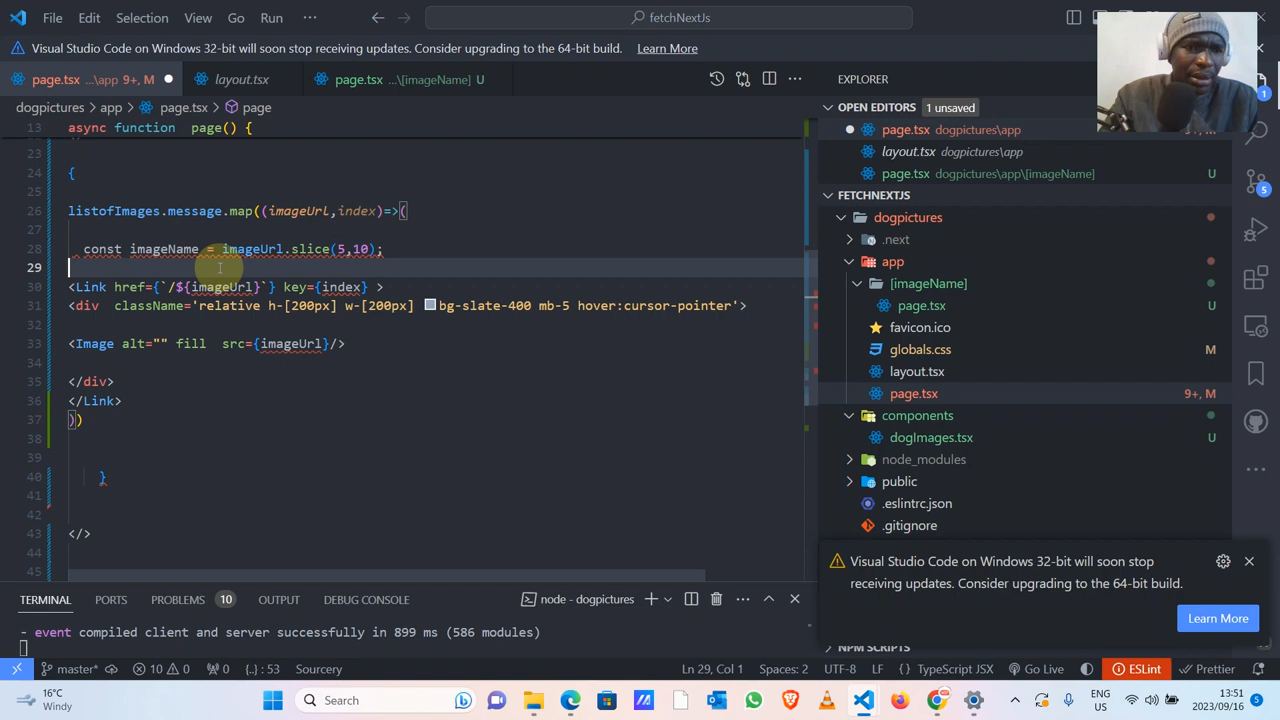 File Edit Selection View Go Run ··· fetchNextJs
Visual Studio Code on Windows 32-bit will soon stop receiving updates. Consider upgrading to the 64-bit build. Learn More
page.tsx ...\app 9+, M layout.tsx page.tsx ...\[imageName] U
dogpictures > app > page.tsx > page
13 async function page() {
23
24 {
25
26 listofImages.message.map((imageUrl,index)=>(
27
28 const imageName = imageUrl.slice(5,10);
29
30 <Link href={`/${imageUrl}`} key={index} >
31 <div className='relative h-[200px] w-[200px] bg-slate-400 mb-5 hover:cursor-pointer'>
32
33 <Image alt="" fill src={imageUrl}/>
34
35 </div>
36 </Link>
37 ))
38
39
40 }
41
42
43 </>
44
45
TERMINAL PORTS PROBLEMS 10 OUTPUT DEBUG CONSOLE node - dogpictures
- event compiled client and server successfully in 899 ms (586 modules)
EXPLORER
OPEN EDITORS 1 unsaved
page.tsx dogpictures\app 9+, M
layout.tsx dogpictures\app
page.tsx dogpictures\app\[imageName] U
FETCHNEXTJS
dogpictures
.next
app
[imageName]
page.tsx U
favicon.ico
globals.css M
layout.tsx
page.tsx 9+, M
components
dogImages.tsx U
node_modules
public
.eslintrc.json
.gitignore
Visual Studio Code on Windows 32-bit will soon stop
receiving updates. Consider upgrading to the 64-bit build.
Learn More
NPM SCRIPTS
1
5
master* 10 0 0 {..} : 53 Sourcery Ln 29, Col 1 Spaces: 2 UTF-8 LF TypeScript JSX Go Live ESLint Prettier
16°C
Windy
Search
ENG
US
13:51
2023/09/16
5